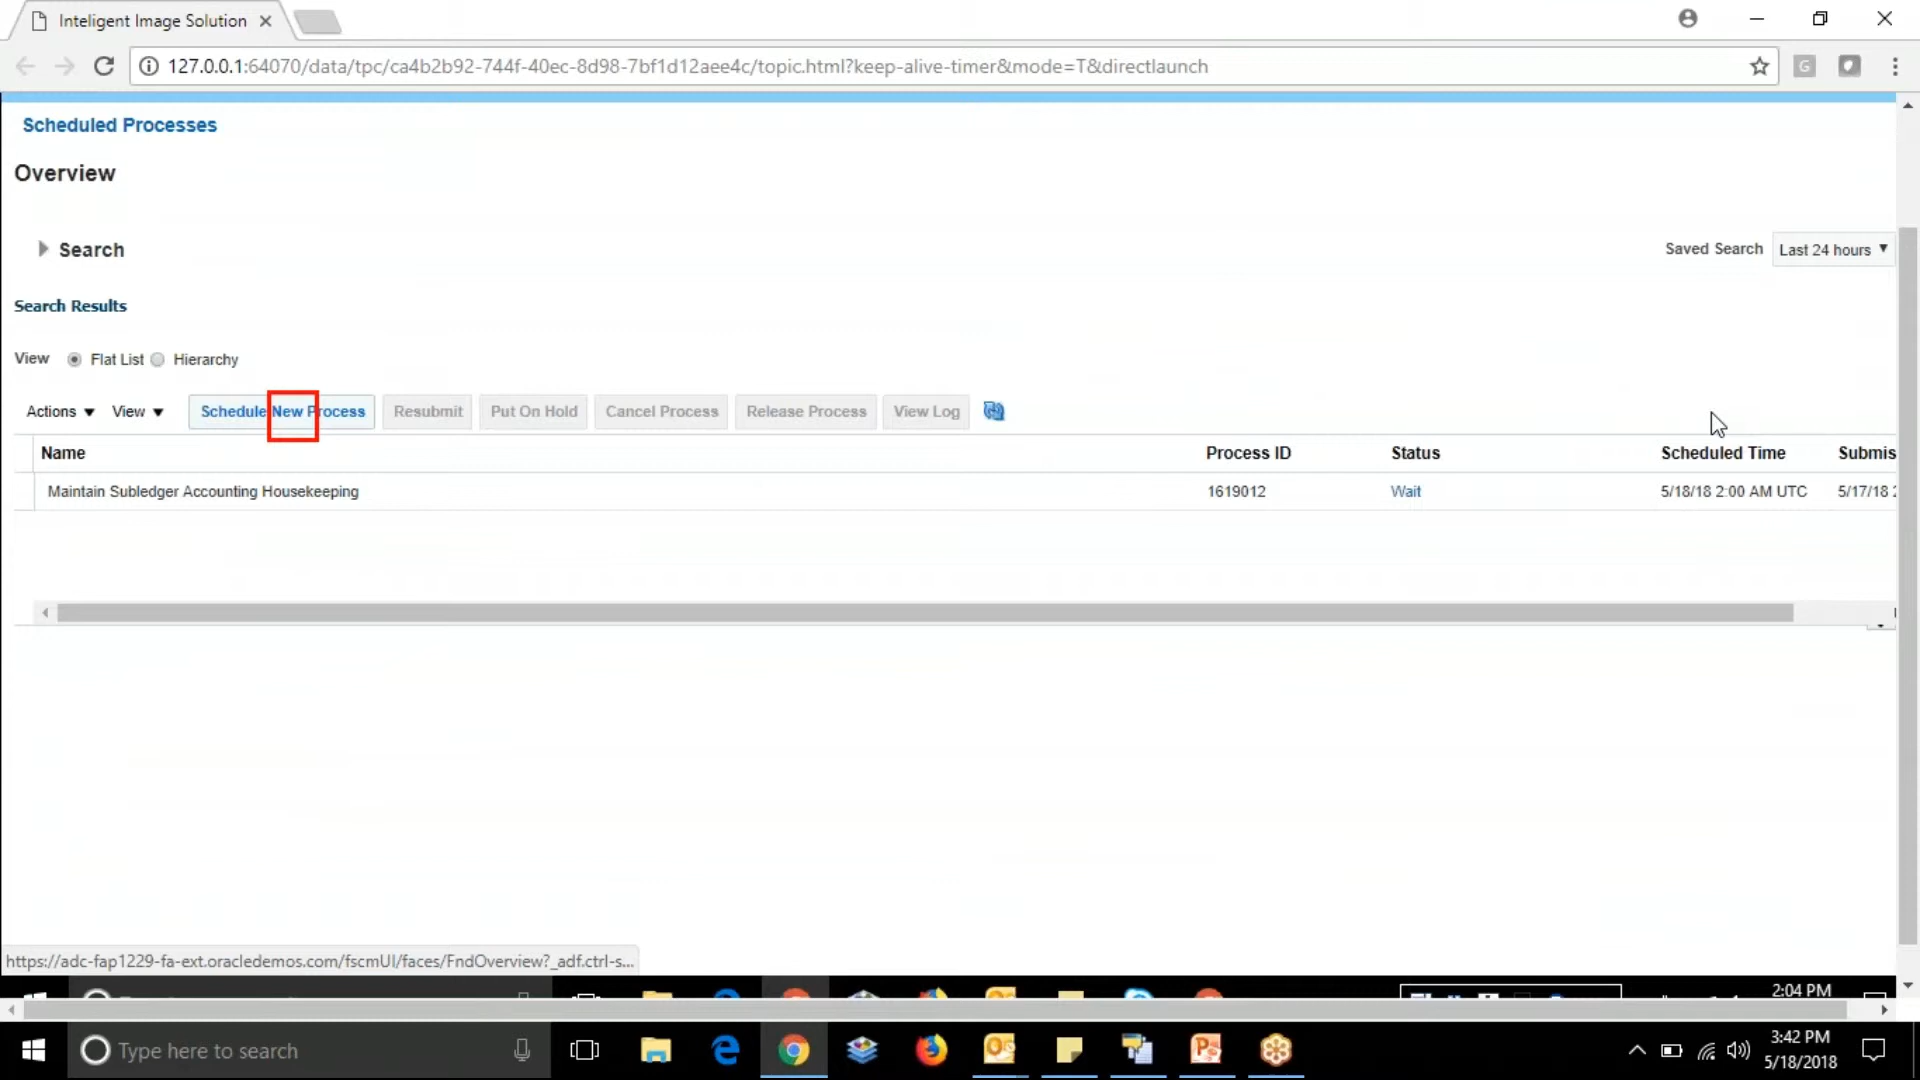 Inteligent Image Solution
127.0.0.1:64070/data/tpc/ca4b2b92-744f-40ec-8d98-7bf1d12aee4c/topic.html?keep-alive-timer&mode=T&directlaunch
Scheduled Processes
Overview
Search
Saved Search Last 24 hours
Search Results
View Flat List Hierarchy
Actions View Schedule New Process Resubmit Put On Hold Cancel Process Release Process View Log
Name Process ID Status Scheduled Time Submis
Maintain Subledger Accounting Housekeeping 1619012 Wait 5/18/18 2:00 AM UTC 5/17/18
https://adc-fap1229-fa-ext.oracledemos.com/fscmUI/faces/FndOverview?_adf.ctrl-s...
2:04 PM
Type here to search
3:42 PM
5/18/2018